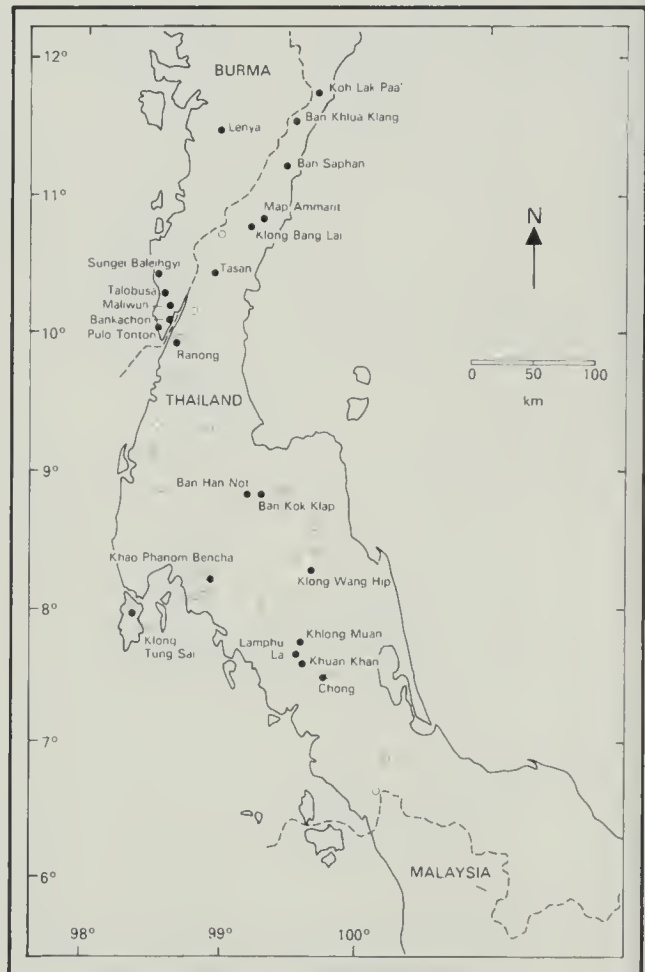 12°
BURMA
Koh Lak Paa'
Ban Khlua Klang
Lenya
Ban Saphan
11°
Map Ammarit
Klong Bang Lai
N
Sungei Baleihgyi
Tasan
Talobusa
Maliwun
Bankachon
10°
Pulo Tonton
Ranong
0 50 100
km
THAILAND
9°
Ban Han Not
Ban Kok Klap
Khao Phanom Bencha
Klong Wang Hip
8°
Klong
Tung Sai
Khlong Muan
Lamphu
La
Khuan Khan
Chong
7°
6°
MALAYSIA
98° 99° 100°